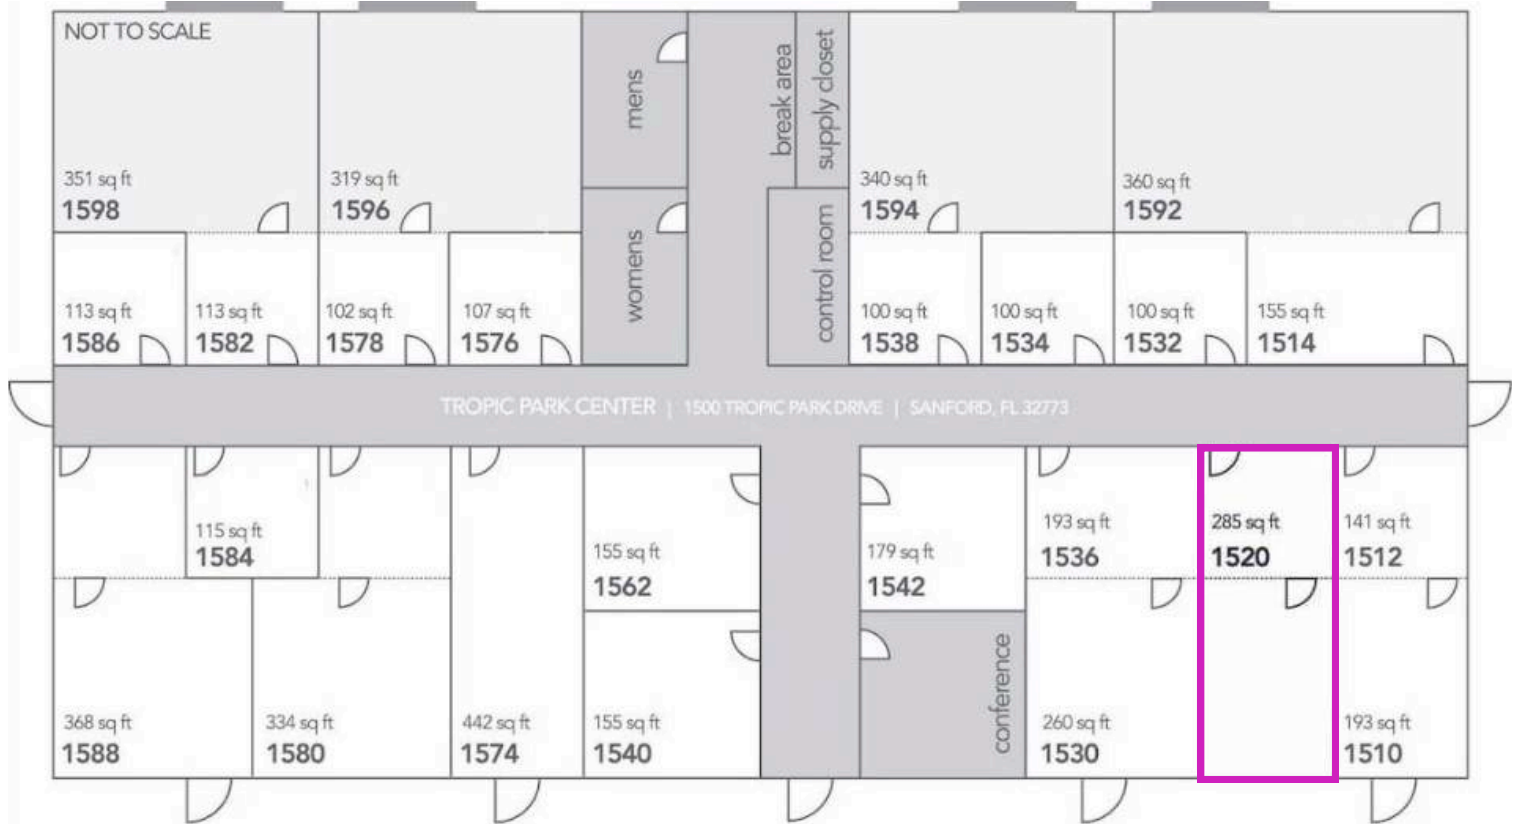 NOT TO SCALE
mens
break area
supply closet
351 sq ft
1598
319 sq ft
1596
340 sq ft
1594
360 sq ft
1592
womens
control room
113 sq ft
1586
113 sq ft
1582
102 sq ft
1578
107 sq ft
1576
100 sq ft
1538
100 sq ft
1534
100 sq ft
1532
155 sq ft
1514
TROPIC PARK CENTER | 1500 TROPIC PARK DRIVE | SANFORD, FL 32773
115 sq ft
1584
155 sq ft
1562
179 sq ft
1542
193 sq ft
1536
285 sq ft
1520
141 sq ft
1512
368 sq ft
1588
334 sq ft
1580
442 sq ft
1574
155 sq ft
1540
conference
260 sq ft
1530
193 sq ft
1510